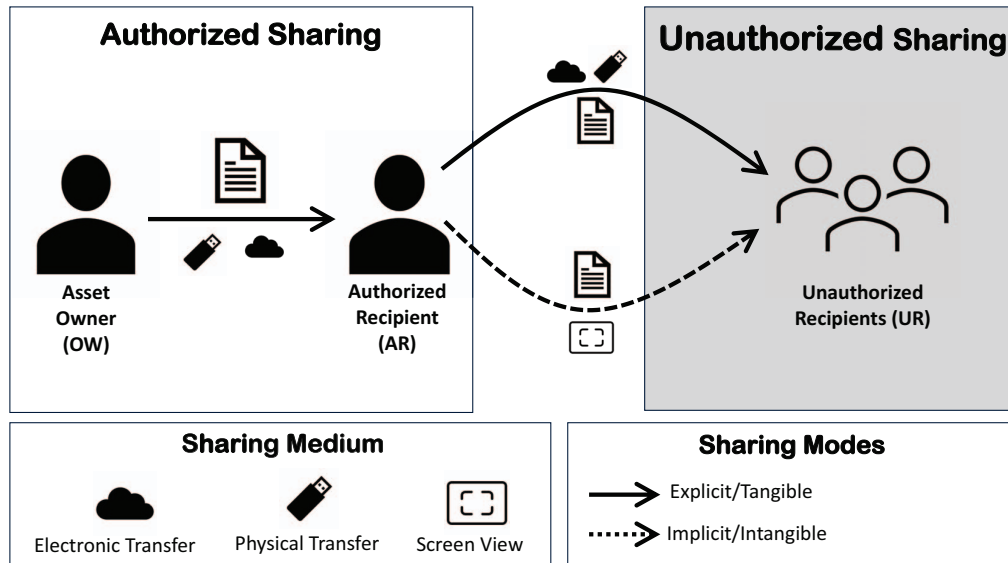 Authorized Sharing
Unauthorized Sharing
Asset
Owner
(OW)
Authorized
Recipient
(AR)
Unauthorized
Recipients (UR)
Sharing Medium
Electronic Transfer
Physical Transfer
Screen View
Sharing Modes
Explicit/Tangible
Implicit/Intangible